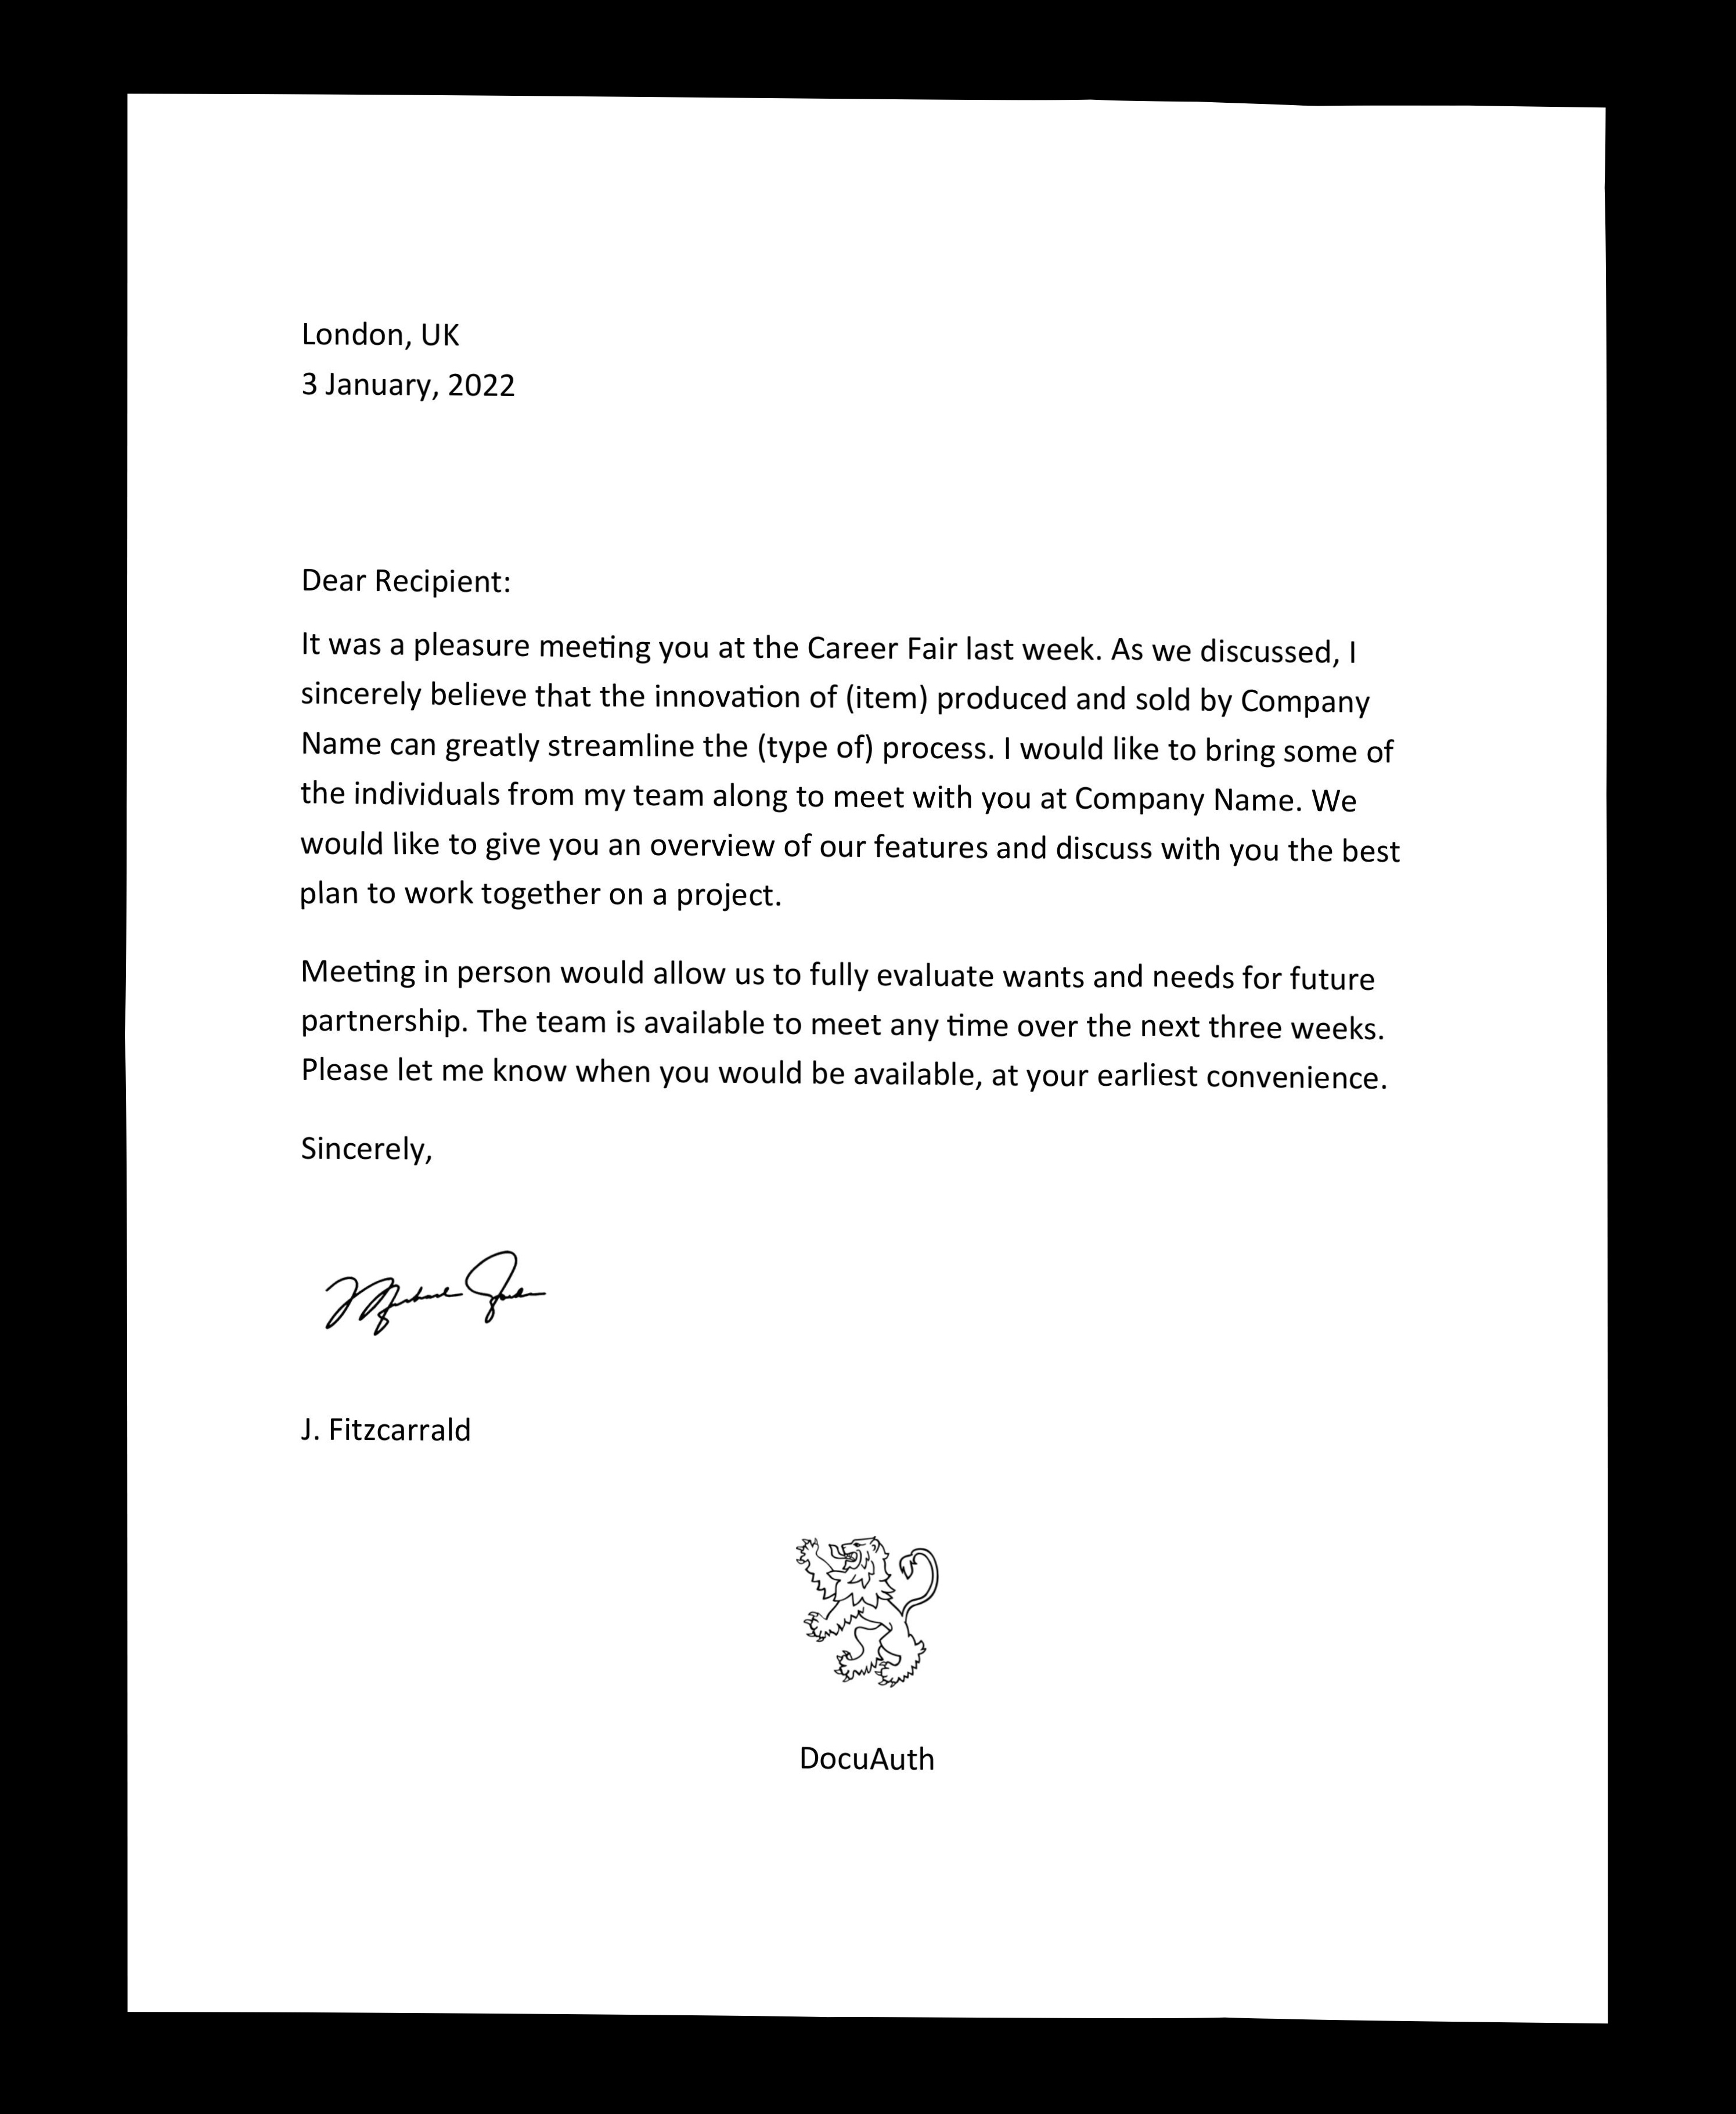 London, UK
3 January, 2022
Dear Recipient:
It was a pleasure meeting you at the Career Fair last week. As we discussed, I
sincerely believe that the innovation of (item) produced and sold by Company
Name can greatly streamline the (type of) process. I would like to bring some of
the individuals from my team along to meet with you at Company Name. We
would like to give you an overview of our features and discuss with you the best
plan to work together on a project.
Meeting in person would allow us to fully evaluate wants and needs for future
partnership. The team is available to meet any time over the next three weeks.
Please let me know when you would be available, at your earliest convenience.
Sincerely,
J. Fitzcarrald
DocuAuth